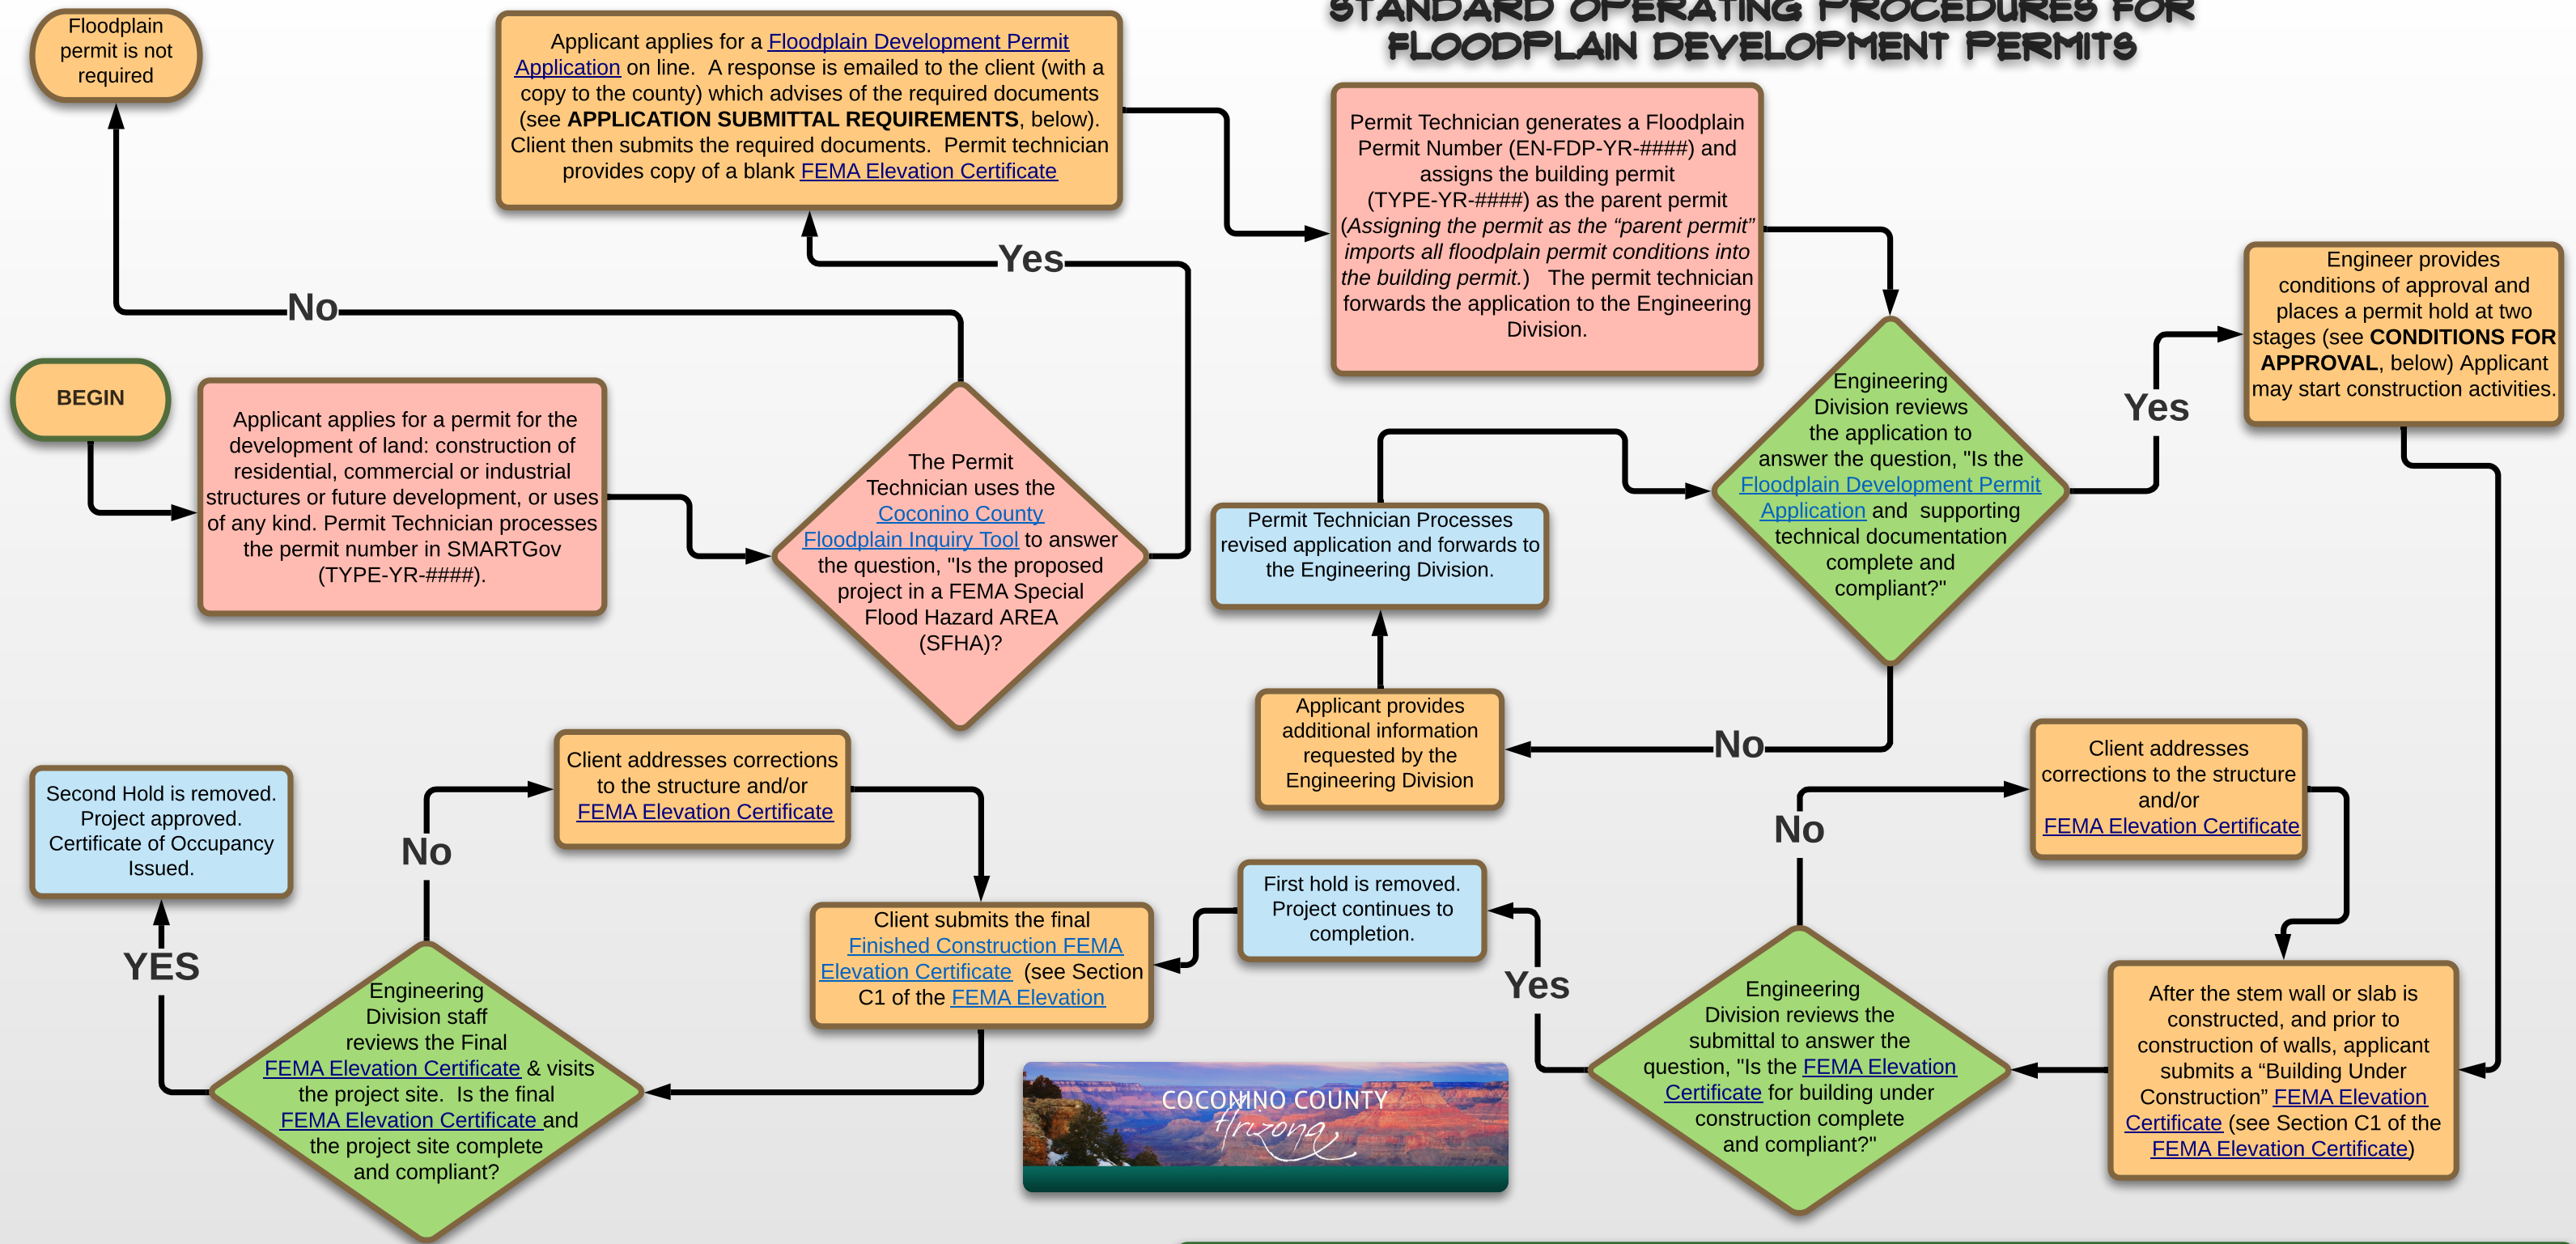 STANDARD OPERATING PROCEDURES FOR
FLOODPLAIN DEVELOPMENT PERMITS
Floodplain
permit is not
required
Applicant applies for a Floodplain Development Permit
Application on line. A response is emailed to the client (with a
copy to the county) which advises of the required documents
(see APPLICATION SUBMITTAL REQUIREMENTS, below).
Client then submits the required documents. Permit technician
provides copy of a blank FEMA Elevation Certificate
Permit Technician generates a Floodplain
Permit Number (EN-FDP-YR-####) and
assigns the building permit
(TYPE-YR-####) as the parent permit
(Assigning the permit as the “parent permit”
imports all floodplain permit conditions into
the building permit.) The permit technician
forwards the application to the Engineering
Division.
Yes
No
BEGIN
Applicant applies for a permit for the
development of land: construction of
residential, commercial or industrial
structures or future development, or uses
of any kind. Permit Technician processes
the permit number in SMARTGov
(TYPE-YR-####).
The Permit
Technician uses the
Coconino County
Floodplain Inquiry Tool to answer
the question, "Is the proposed
project in a FEMA Special
Flood Hazard AREA
(SFHA)?
Engineering
Division reviews
the application to
answer the question, "Is the
Floodplain Development Permit
Application and supporting
technical documentation
complete and
compliant?"
Yes
Engineer provides
conditions of approval and
places a permit hold at two
stages (see CONDITIONS FOR
APPROVAL, below) Applicant
may start construction activities.
Permit Technician Processes
revised application and forwards to
the Engineering Division.
Applicant provides
additional information
requested by the
Engineering Division
No
Client addresses
corrections to the structure
and/or
FEMA Elevation Certificate
No
After the stem wall or slab is
constructed, and prior to
construction of walls, applicant
submits a “Building Under
Construction” FEMA Elevation
Certificate (see Section C1 of the
FEMA Elevation Certificate)
Engineering
Division reviews the
submittal to answer the
question, "Is the FEMA Elevation
Certificate for building under
construction complete
and compliant?"
Yes
First hold is removed.
Project continues to
completion.
Client addresses corrections
to the structure and/or
FEMA Elevation Certificate
Client submits the final
Finished Construction FEMA
Elevation Certificate (see Section
C1 of the FEMA Elevation
No
Second Hold is removed.
Project approved.
Certificate of Occupancy
Issued.
YES
Engineering
Division staff
reviews the Final
FEMA Elevation Certificate & visits
the project site. Is the final
FEMA Elevation Certificate and
the project site complete
and compliant?
COCONINO COUNTY
Arizona